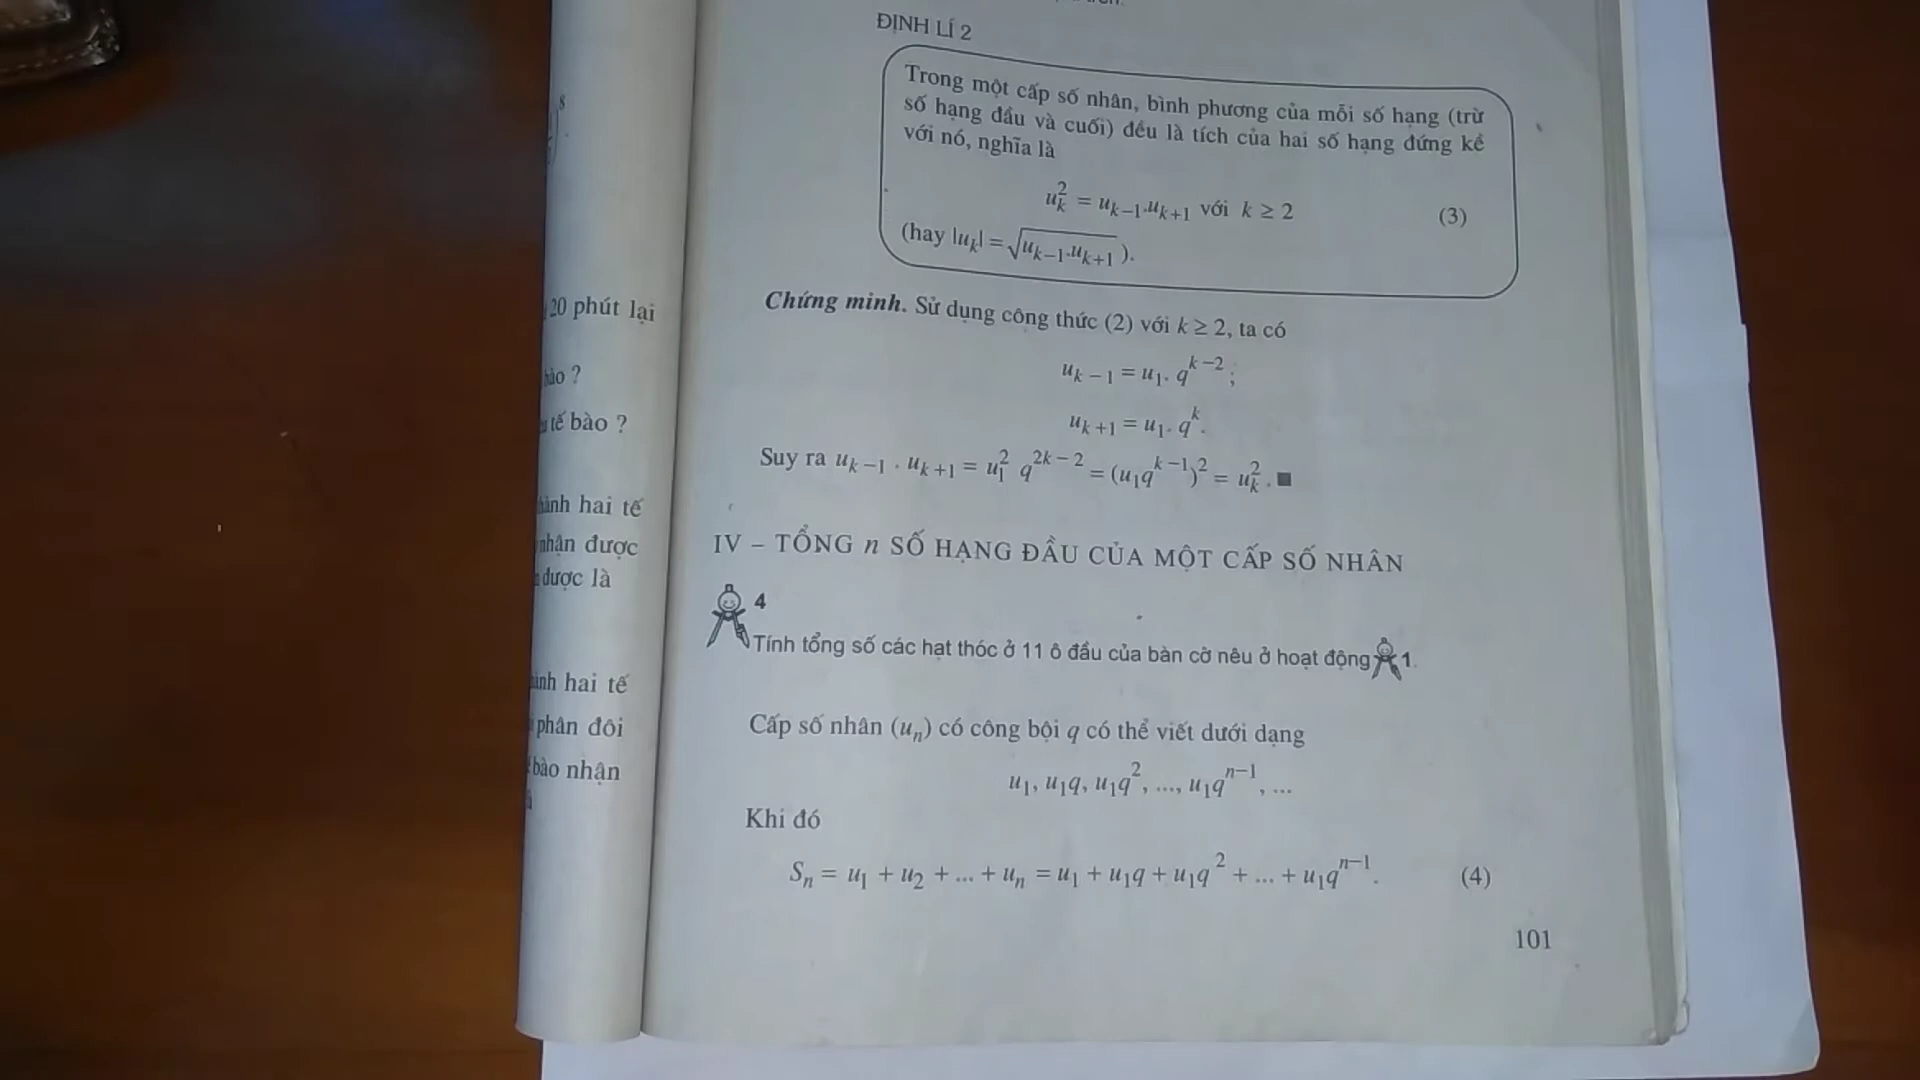 8
20 phút lại
bào ?
tế bào ?
hai tế
nhận được
được là
hai tế
phân đôi
bào nhận
ĐỊNH LÍ 2
Trong một cấp số nhân, bình phương của mỗi số hạng (trừ
số hạng đầu và cuối) đều là tích của hai số hạng đứng kề
với nó, nghĩa là
u_k^2 = u_{k-1}.u_{k+1} với k ≥ 2 (3)
(hay |u_k| = √(u_{k-1}.u_{k+1}) ).
Chứng minh. Sử dụng công thức (2) với k ≥ 2, ta có
u_{k-1} = u_1. q^{k-2} ;
u_{k+1} = u_1. q^k.
Suy ra u_{k-1} . u_{k+1} = u_1^2 q^{2k-2} = (u_1q^{k-1})^2 = u_k^2 . ■
IV – TỔNG n SỐ HẠNG ĐẦU CỦA MỘT CẤP SỐ NHÂN
4
Tính tổng số các hạt thóc ở 11 ô đầu của bàn cờ nêu ở hoạt động 1.
Cấp số nhân (u_n) có công bội q có thể viết dưới dạng
u_1, u_1q, u_1q^2, ..., u_1q^{n-1}, ...
Khi đó
S_n = u_1 + u_2 + ... + u_n = u_1 + u_1q + u_1q^2 + ... + u_1q^{n-1}. (4)
101